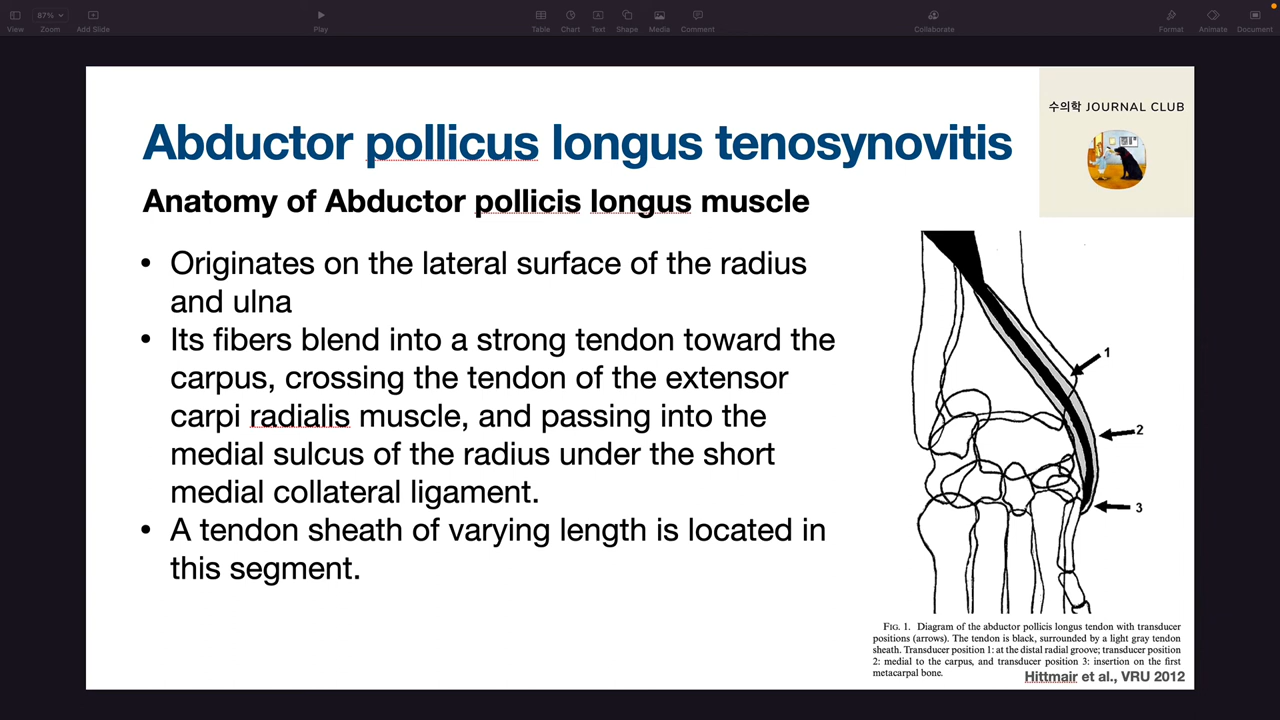 87%
View
Zoom
Add Slide
Play
Table
Chart
Text
Shape
Media
Comment
Collaborate
Format
Animate
Document
수의학 JOURNAL CLUB
Abductor pollicus longus tenosynovitis
Anatomy of Abductor pollicis longus muscle
• Originates on the lateral surface of the radius
and ulna
• Its fibers blend into a strong tendon toward the
carpus, crossing the tendon of the extensor
carpi radialis muscle, and passing into the
medial sulcus of the radius under the short
medial collateral ligament.
• A tendon sheath of varying length is located in
this segment.
1
2
3
FIG. 1. Diagram of the abductor pollicis longus tendon with transducer
positions (arrows). The tendon is black, surrounded by a light gray tendon
sheath. Transducer position 1: at the distal radial groove; transducer position
2: medial to the carpus, and transducer position 3: insertion on the first
metacarpal bone.
Hittmair et al., VRU 2012